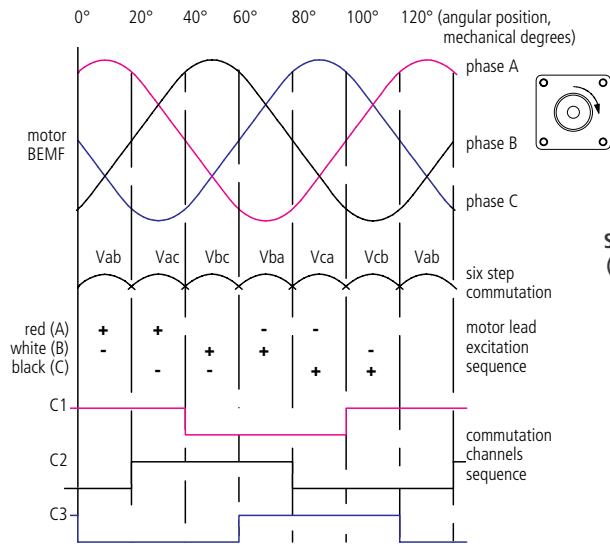 0° 20° 40° 60° 80° 100° 120° (angular position,
mechanical degrees)
phase A
motor
BEMF
phase B
phase C
Vab Vac Vbc Vba Vca Vcb Vab
six step
commutation
red (A) + + - -
motor lead
white (B) - + + -
excitation
black (C) - - + +
sequence
C1
commutation
C2
channels
sequence
C3
S
(